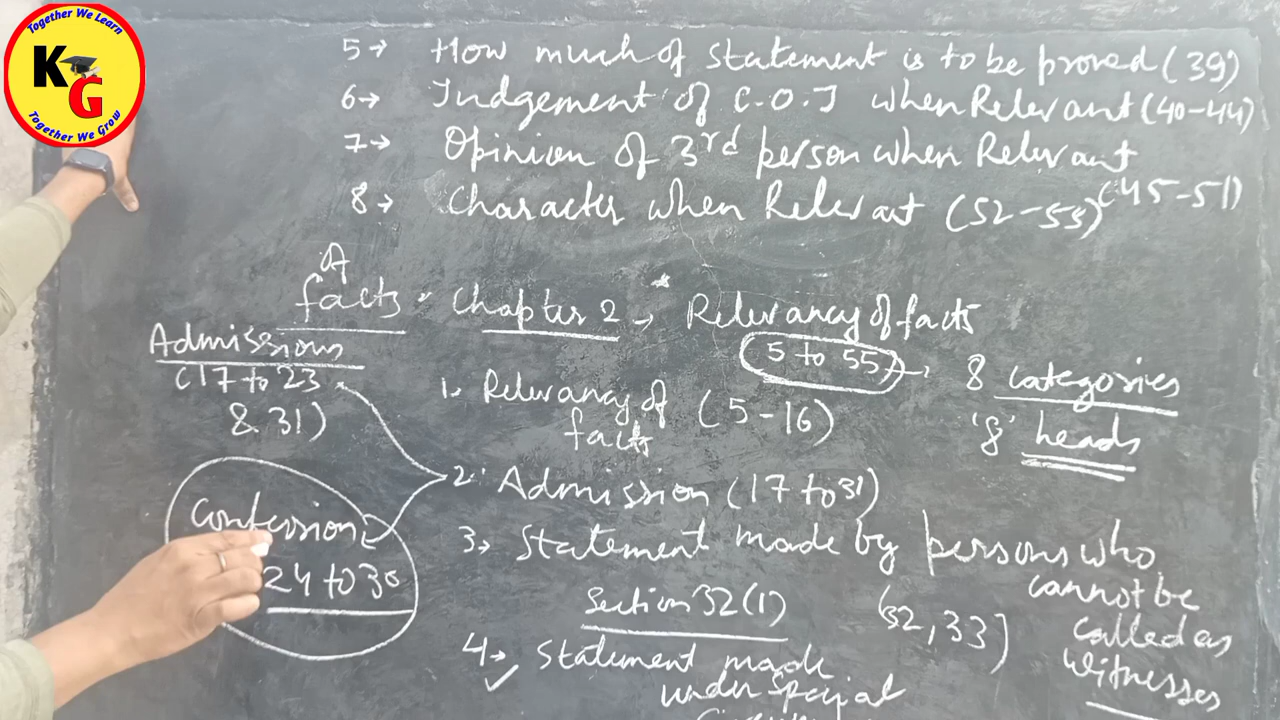 Together We Learn
KG
Together We Grow
5→ How much of statement is to be proved (39)
6→ Judgement of C.O.J when Relevant (40-44)
7→ Opinion of 3rd person when Relevant (45-51)
8→ Character when Relevant (52-55)
of
facts. Chapter 2 → Relevancy of facts
5 to 55 → 8 categories
'8' heads
Admissions
(17 to 23
& 31)
1. Relevancy of facts (5-16)
2. Admission (17 to 31)
Confession
24 to 30
3. Statement made by persons who
cannot be
called as
witnesses
Section 32(1) (32,33)
4→ Statement made
under Special